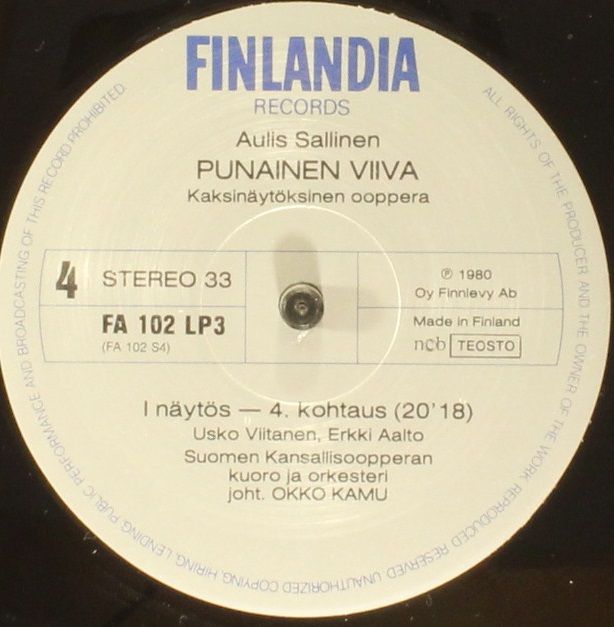 FINLANDIA
RECORDS
Aulis Sallinen
PUNAINEN VIIVA
Kaksinäytöksinen ooppera
4
STEREO 33
FA 102 LP3
(FA 102 S4)
℗ 1980
Oy Finnlevy Ab
Made in Finland
ncb TEOSTO
I näytös — 4. kohtaus (20'18)
Usko Viitanen, Erkki Aalto
Suomen Kansallisoopperan
kuoro ja orkesteri
joht. OKKO KAMU
ALL RIGHTS OF THE PRODUCER AND THE OWNER OF THE WORK REPRODUCED RESERVED UNAUTHORIZED COPYING, HIRING, LENDING, PUBLIC PERFORMANCE AND BROADCASTING OF THIS RECORD PROHIBITED